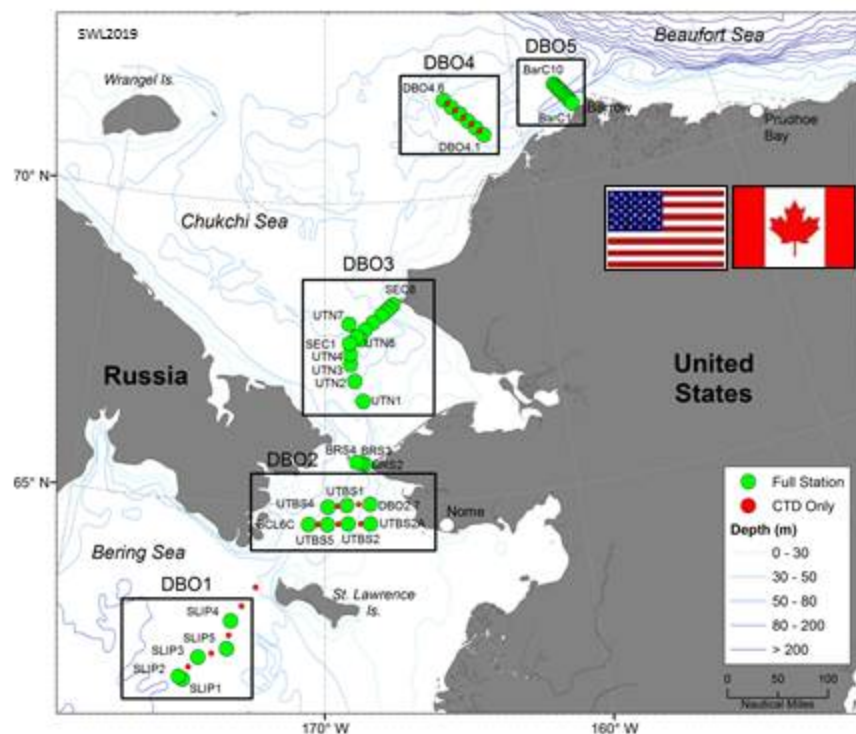 SWL2019
Beaufort Sea
DBO5
DBO4
BarC10
Wrangel Is.
DBO4.6
BarC1
Barrow
Prudhoe
Bay
DBO4.1
70° N
Chukchi Sea
DBO3
SEC8
UTN7
SEC1
UTN6
UTN4
UTN3
UTN2
UTN1
Russia
United
States
BRS4
BRS3
BRS2
DBO2
65° N
UTBS1
UTBS4
DBO2.7
Nome
BCL6C
UTBS2A
UTBS5
UTBS2
Bering Sea
DBO1
St. Lawrence
Is.
SLIP4
SLIP5
SLIP3
SLIP2
SLIP1
Full Station
CTD Only
Depth (m)
0 - 30
30 - 50
50 - 80
80 - 200
> 200
0 50 100
Nautical Miles
170° W
160° W